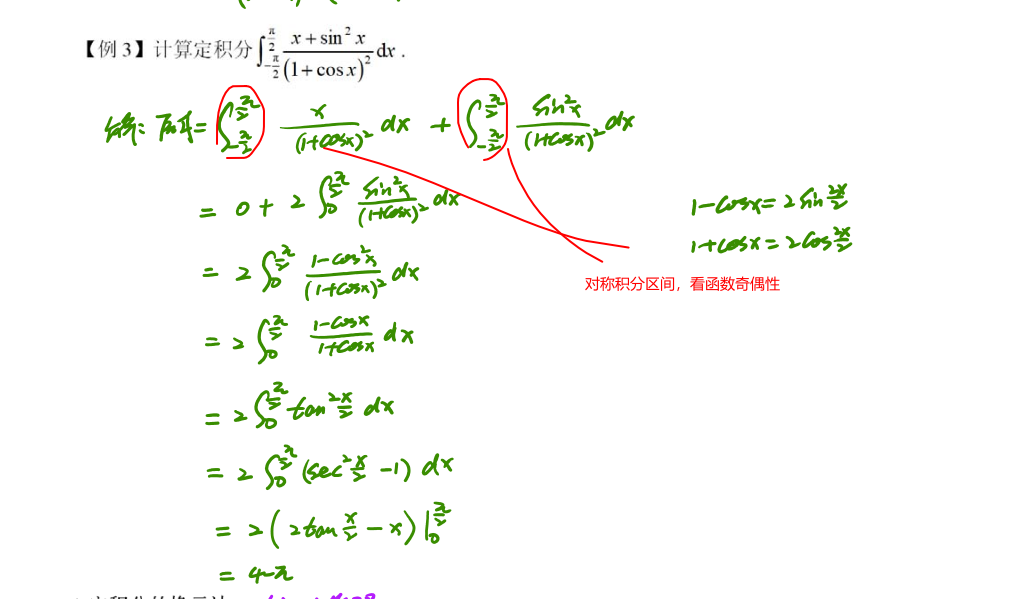 【例 3】计算定积分 $\int_{-\frac{\pi}{2}}^{\frac{\pi}{2}} \frac{x+\sin^2 x}{(1+\cos x)^2} \mathrm{d}x$ .
解: 原式= $\int_{-\frac{\pi}{2}}^{\frac{\pi}{2}} \frac{x}{(1+\cos x)^2} dx + \int_{-\frac{\pi}{2}}^{\frac{\pi}{2}} \frac{\sin^2 x}{(1+\cos x)^2} dx$
$= 0 + 2 \int_0^{\frac{\pi}{2}} \frac{\sin^2 x}{(1+\cos x)^2} dx$
$1-\cos x = 2\sin^2 \frac{x}{2}$
$1+\cos x = 2\cos^2 \frac{x}{2}$
$= 2 \int_0^{\frac{\pi}{2}} \frac{1-\cos^2 x}{(1+\cos x)^2} dx$
对称积分区间，看函数奇偶性
$= 2 \int_0^{\frac{\pi}{2}} \frac{1-\cos x}{1+\cos x} dx$
$= 2 \int_0^{\frac{\pi}{2}} \tan^2 \frac{x}{2} dx$
$= 2 \int_0^{\frac{\pi}{2}} (\sec^2 \frac{x}{2} - 1) dx$
$= 2 ( 2\tan \frac{x}{2} - x ) |_0^{\frac{\pi}{2}}$
$= 4-\pi$